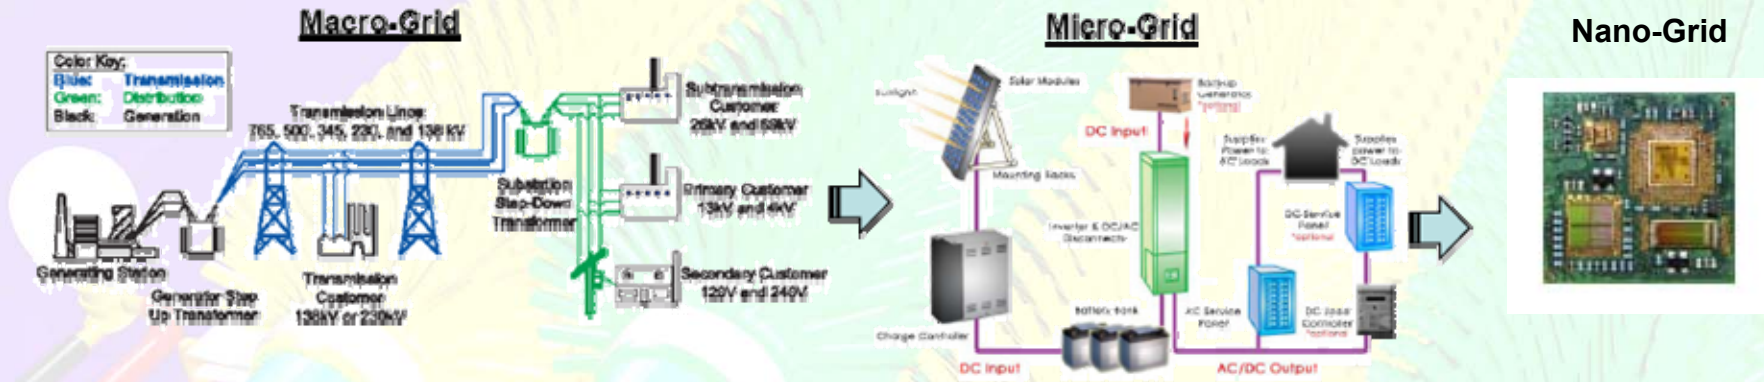 Macro-Grid
Color Key:
Blue: Transmission
Green: Distribution
Black: Generation
Transmission Lines
765, 500, 345, 230, and 138 kV
Generating Station
Generator Step
Up Transformer
Transmission
Customer
138kV or 230kV
Substation
Step-Down
Transformer
Subtransmission
Customer
26kV and 69kV
Primary Customer
13kV and 4kV
Secondary Customer
120V and 240V
Micro-Grid
Sunlight
Solar Modules
Mounting Racks
Charge Controller
DC Input
Backup
Generator
*optional
DC Input
Inverter & DC/AC
Disconnects
Battery Bank
Supplies
Power to
AC Loads
Supplies
power to
DC Loads
DC Service
Panel
*optional
AC Service
Panel
DC Load
Controller
*optional
AC/DC Output
Nano-Grid